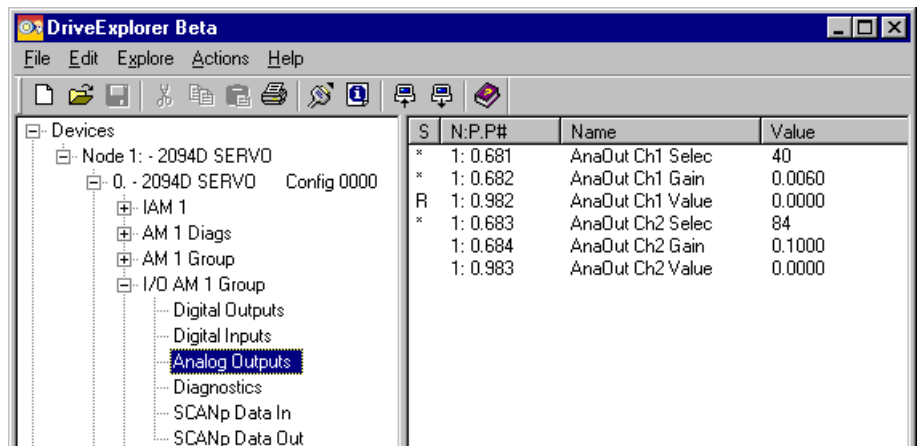 DriveExplorer Beta
File Edit Explore Actions Help
Devices
Node 1: - 2094D SERVO
0. - 2094D SERVO Config 0000
IAM 1
AM 1 Diags
AM 1 Group
I/O AM 1 Group
Digital Outputs
Digital Inputs
Analog Outputs
Diagnostics
SCANp Data In
SCANp Data Out
S N:P.P# Name Value
* 1: 0.681 AnaOut Ch1 Selec 40
* 1: 0.682 AnaOut Ch1 Gain 0.0060
R 1: 0.982 AnaOut Ch1 Value 0.0000
* 1: 0.683 AnaOut Ch2 Selec 84
1: 0.684 AnaOut Ch2 Gain 0.1000
1: 0.983 AnaOut Ch2 Value 0.0000